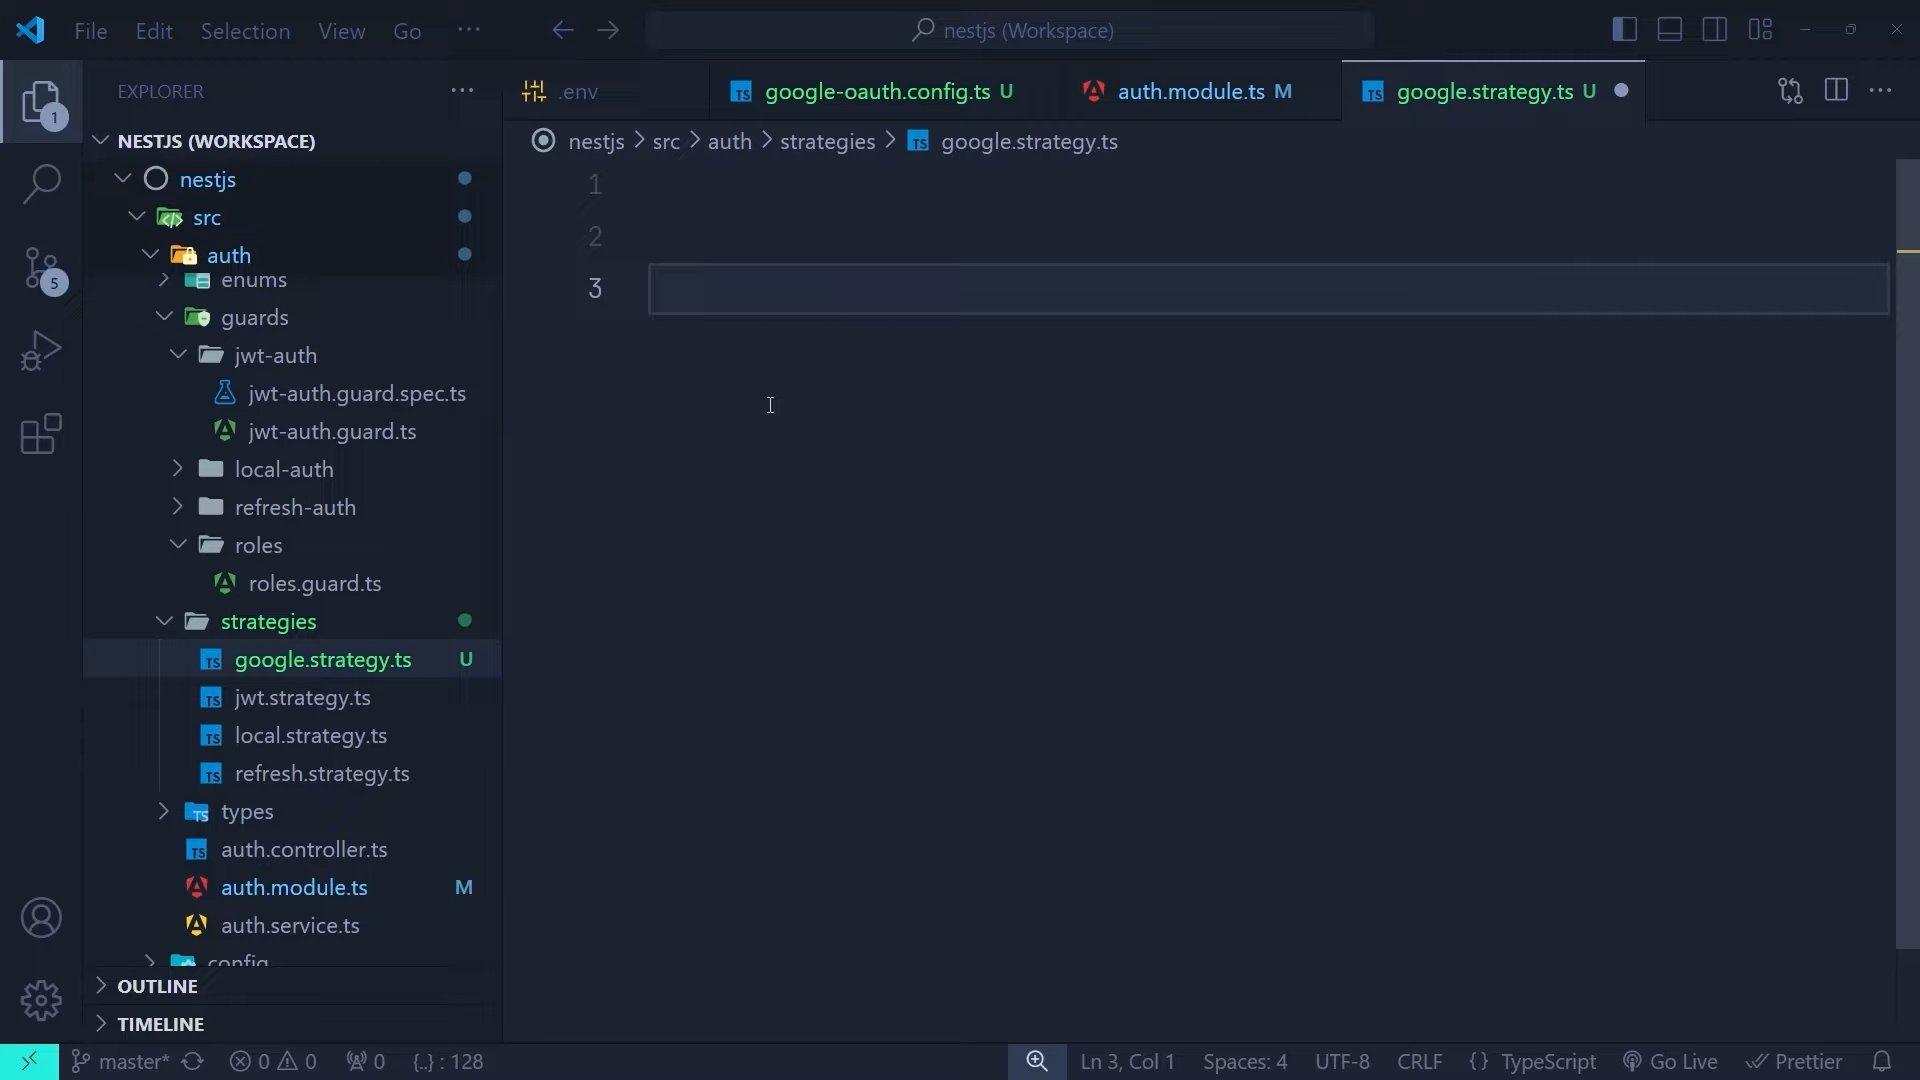 File Edit Selection View Go ··· nestjs (Workspace)
EXPLORER ···
.env
google-oauth.config.ts U
auth.module.ts M
google.strategy.ts U
1
NESTJS (WORKSPACE)
nestjs > src > auth > strategies > TS google.strategy.ts
nestjs
src
auth
enums
guards
jwt-auth
jwt-auth.guard.spec.ts
jwt-auth.guard.ts
local-auth
refresh-auth
roles
roles.guard.ts
strategies
google.strategy.ts U
jwt.strategy.ts
local.strategy.ts
refresh.strategy.ts
types
auth.controller.ts
auth.module.ts M
auth.service.ts
config
OUTLINE
TIMELINE
5
1
2
3
master* 0 0 0 {..} : 128 Ln 3, Col 1 Spaces: 4 UTF-8 CRLF {} TypeScript Go Live Prettier